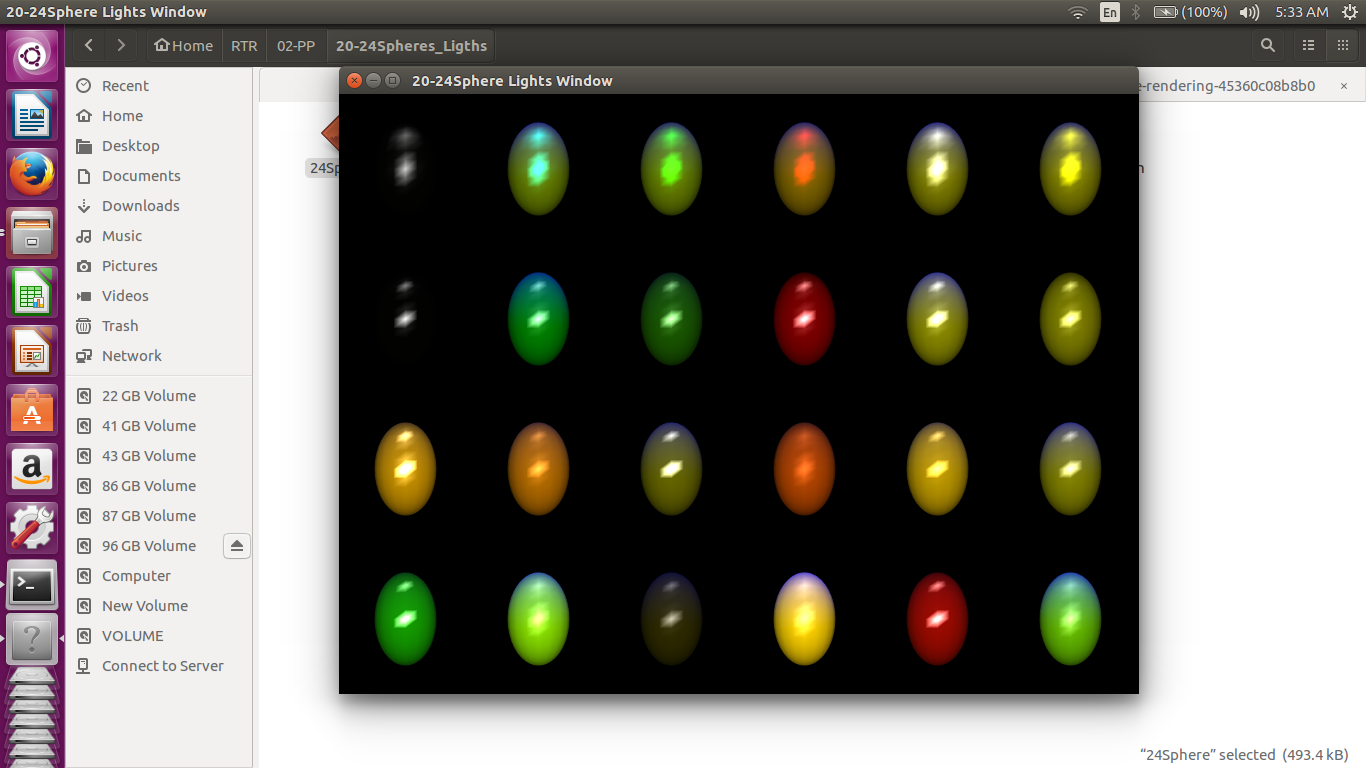 20-24Sphere Lights Window
En
(100%)
5:33 AM
Home
RTR
02-PP
20-24Spheres_Ligths
20-24Sphere Lights Window
e-rendering-45360c08b8b0
24Sp
Recent
Home
Desktop
Documents
Downloads
Music
Pictures
Videos
Trash
Network
22 GB Volume
41 GB Volume
43 GB Volume
86 GB Volume
87 GB Volume
96 GB Volume
Computer
New Volume
VOLUME
Connect to Server
“24Sphere” selected (493.4 kB)